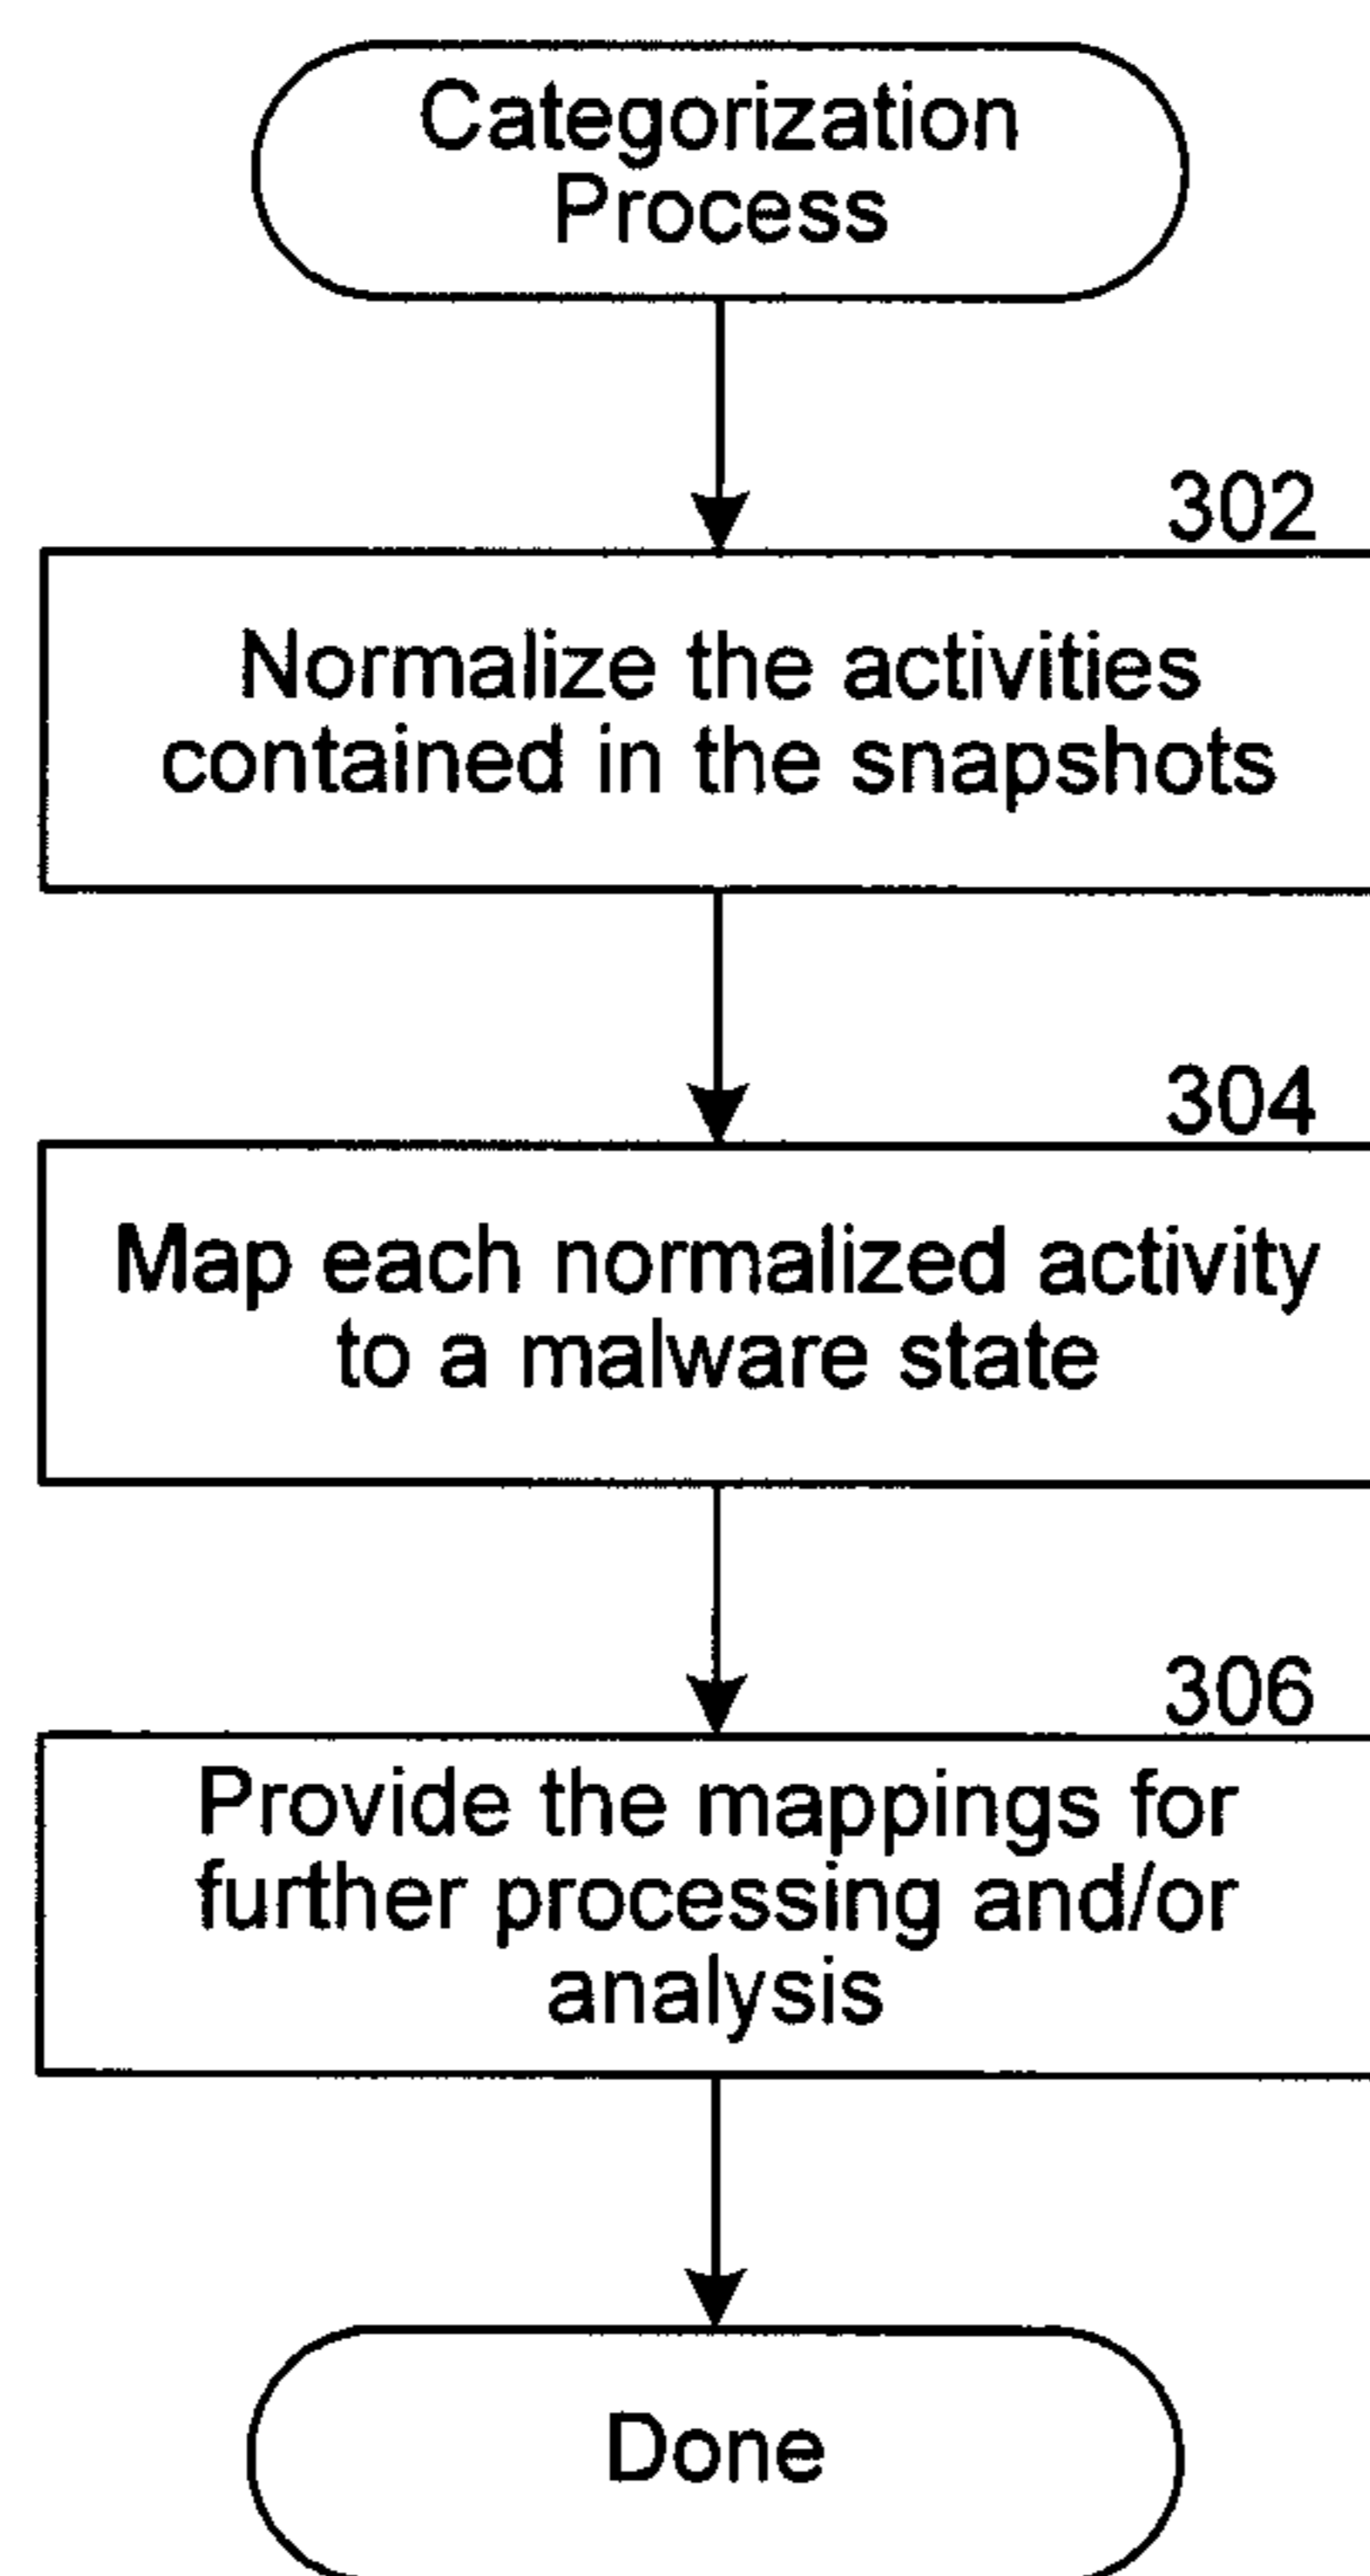 Categorization
Process
302
Normalize the activities
contained in the snapshots
304
Map each normalized activity
to a malware state
306
Provide the mappings for
further processing and/or
analysis
Done